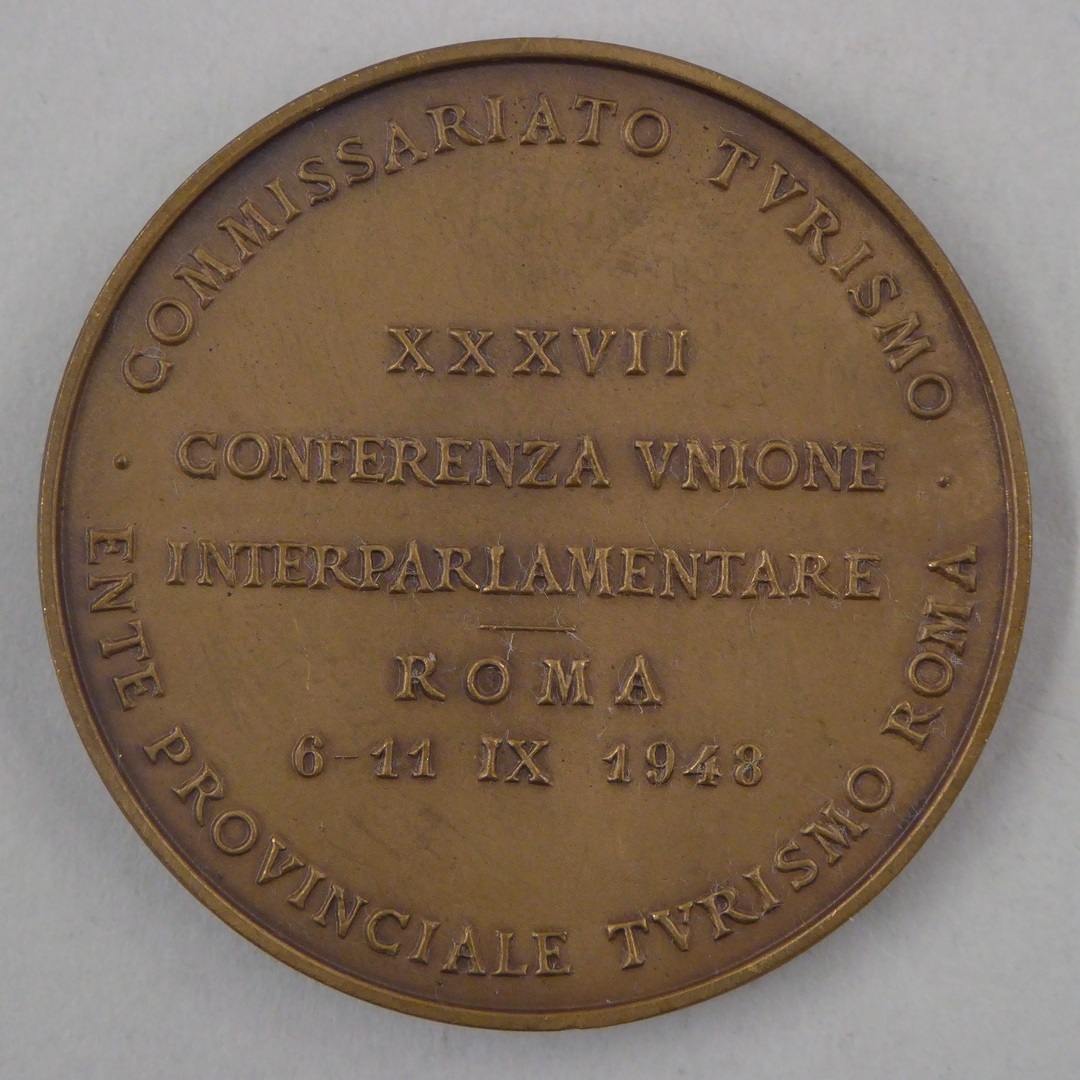 COMMISSARIATO TVRISMO
XXXVII
CONFERENZA VNIONE
INTERPARLAMENTARE
ROMA
6-11 IX 1948
ENTE PROVINCIALE TVRISMO ROMA